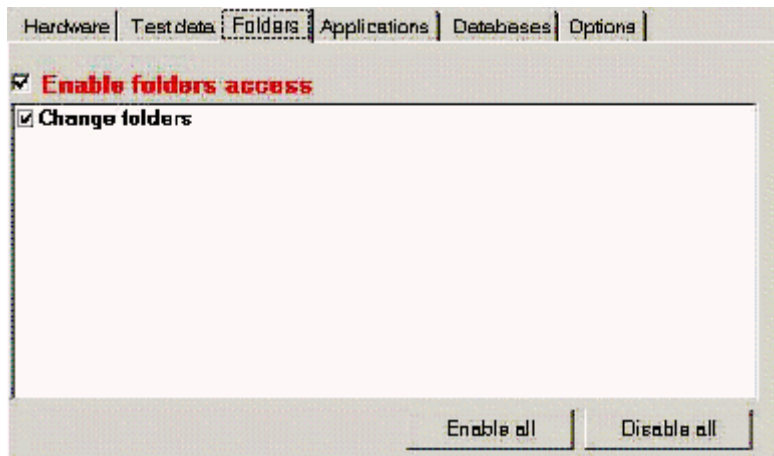 Hardware Test data Folders Applications Databases Options
Enable folders access
Change folders
Enable all Disable all